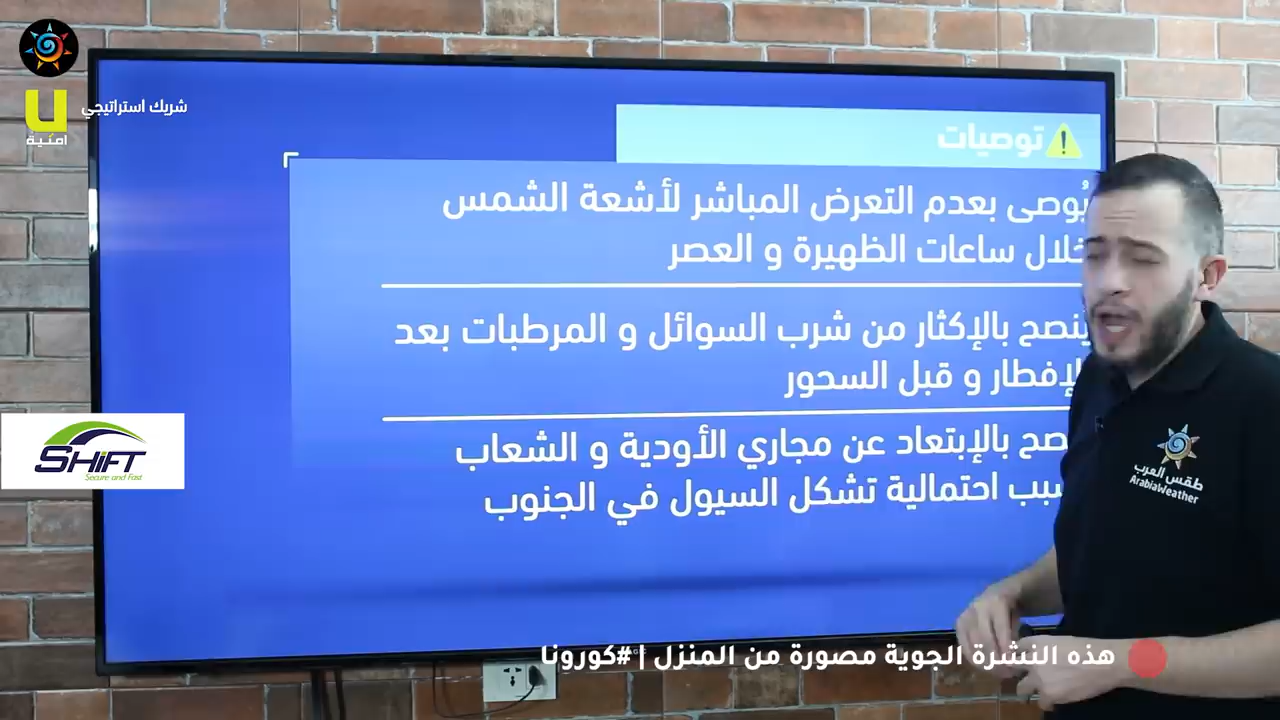 شريك استراتيجي
امنية
توصيات
يُوصى بعدم التعرض المباشر لأشعة الشمس
خلال ساعات الظهيرة و العصر
ينصح بالإكثار من شرب السوائل و المرطبات بعد
الإفطار و قبل السحور
بالإبتعاد عن مجاري الأودية و الشعاب
احتمالية تشكل السيول في الجنوب
SHIFT
Secure and Fast
طقس العرب
ArabiaWeather
هذه النشرة الجوية مصورة من المنزل | #كورونا